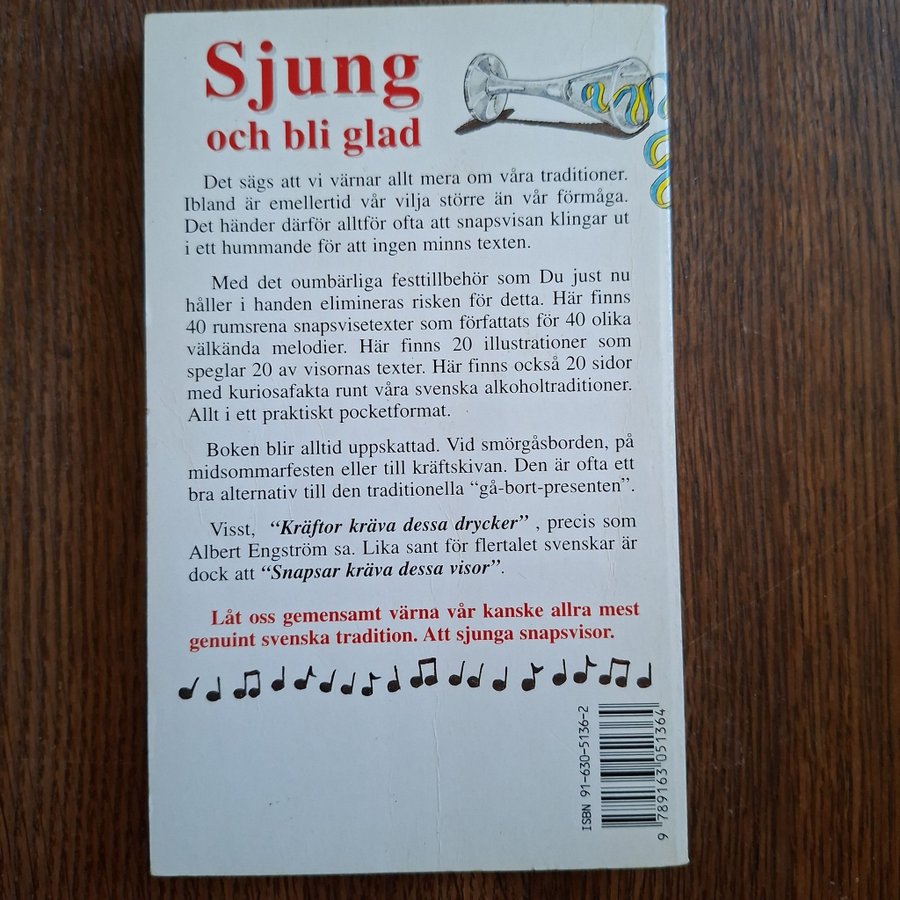 Sjung
och bli glad
Det sägs att vi värnar allt mera om våra traditioner.
Ibland är emellertid vår vilja större än vår förmåga.
Det händer därför alltför ofta att snapsvisan klingar ut
i ett hummande för att ingen minns texten.
Med det oumbärliga festtillbehör som Du just nu
håller i handen elimineras risken för detta. Här finns
40 rumsrena snapsvisetexter som författats för 40 olika
välkända melodier. Här finns 20 illustrationer som
speglar 20 av visornas texter. Här finns också 20 sidor
med kuriosafakta runt våra svenska alkoholtraditioner.
Allt i ett praktiskt pocketformat.
Boken blir alltid uppskattad. Vid smörgåsborden, på
midsommarfesten eller till kräftskivan. Den är ofta ett
bra alternativ till den traditionella “gå-bort-presenten”.
Visst, “Kräftor kräva dessa drycker” , precis som
Albert Engström sa. Lika sant för flertalet svenskar är
dock att “Snapsar kräva dessa visor”.
Låt oss gemensamt värna vår kanske allra mest
genuint svenska tradition. Att sjunga snapsvisor.
ISBN 91-630-5136-2
9 789163 051364